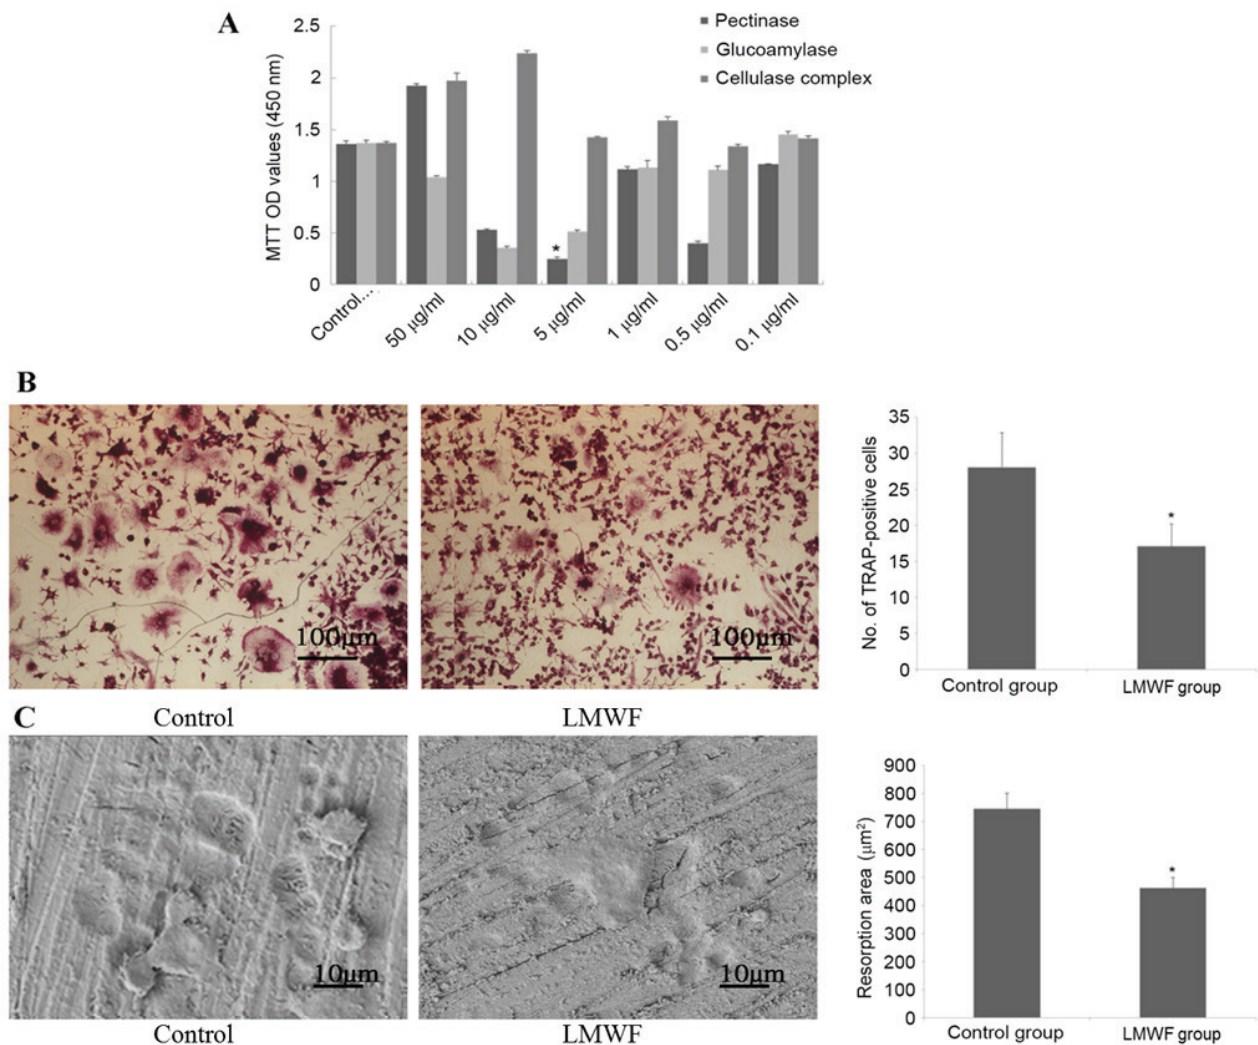 A
MTT OD values (450 nm)
2.5
2
1.5
1
0.5
0
Pectinase
Glucoamylase
Cellulase complex
*
Control...
50 μg/ml
10 μg/ml
5 μg/ml
1 μg/ml
0.5 μg/ml
0.1 μg/ml
B
100μm
100μm
Control
LMWF
No. of TRAP-positive cells
35
30
25
20
15
10
5
0
*
Control group
LMWF group
C
10μm
10μm
Control
LMWF
Resorption area (μm²)
900
800
700
600
500
400
300
200
100
0
*
Control group
LMWF group